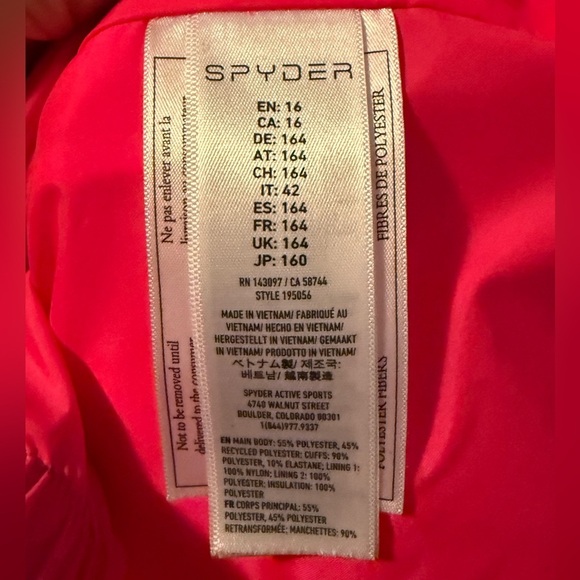 SPYDER
EN: 16
CA: 16
DE: 164
AT: 164
CH: 164
IT: 42
ES: 164
FR: 164
UK: 164
JP: 160
RN 143097 / CA 58744
STYLE 195056
MADE IN VIETNAM/ FABRIQUÉ AU
VIETNAM/ HECHO EN VIETNAM/
HERGESTELLT IN VIETNAM/ GEMAAKT
IN VIETNAM/ PRODOTTO IN VIETNAM/
ベトナム製/ 제조국:
베트남/ 越南製造
SPYDER ACTIVE SPORTS
4740 WALNUT STREET
BOULDER, COLORADO 80301
1(844)977.9337
EN MAIN BODY: 55% POLYESTER, 45%
RECYCLED POLYESTER; CUFFS: 90%
POLYESTER, 10% ELASTANE; LINING 1:
100% NYLON; LINING 2: 100%
POLYESTER; INSULATION: 100%
POLYESTER
FR CORPS PRINCIPAL: 55%
POLYESTER, 45% POLYESTER
RETRANSFORMÉE; MANCHETTES: 90%
Ne pas enlever avant la
Not to be removed until
delivered to the consumer
FIBRES DE POLYESTER
POLYESTER FIBERS